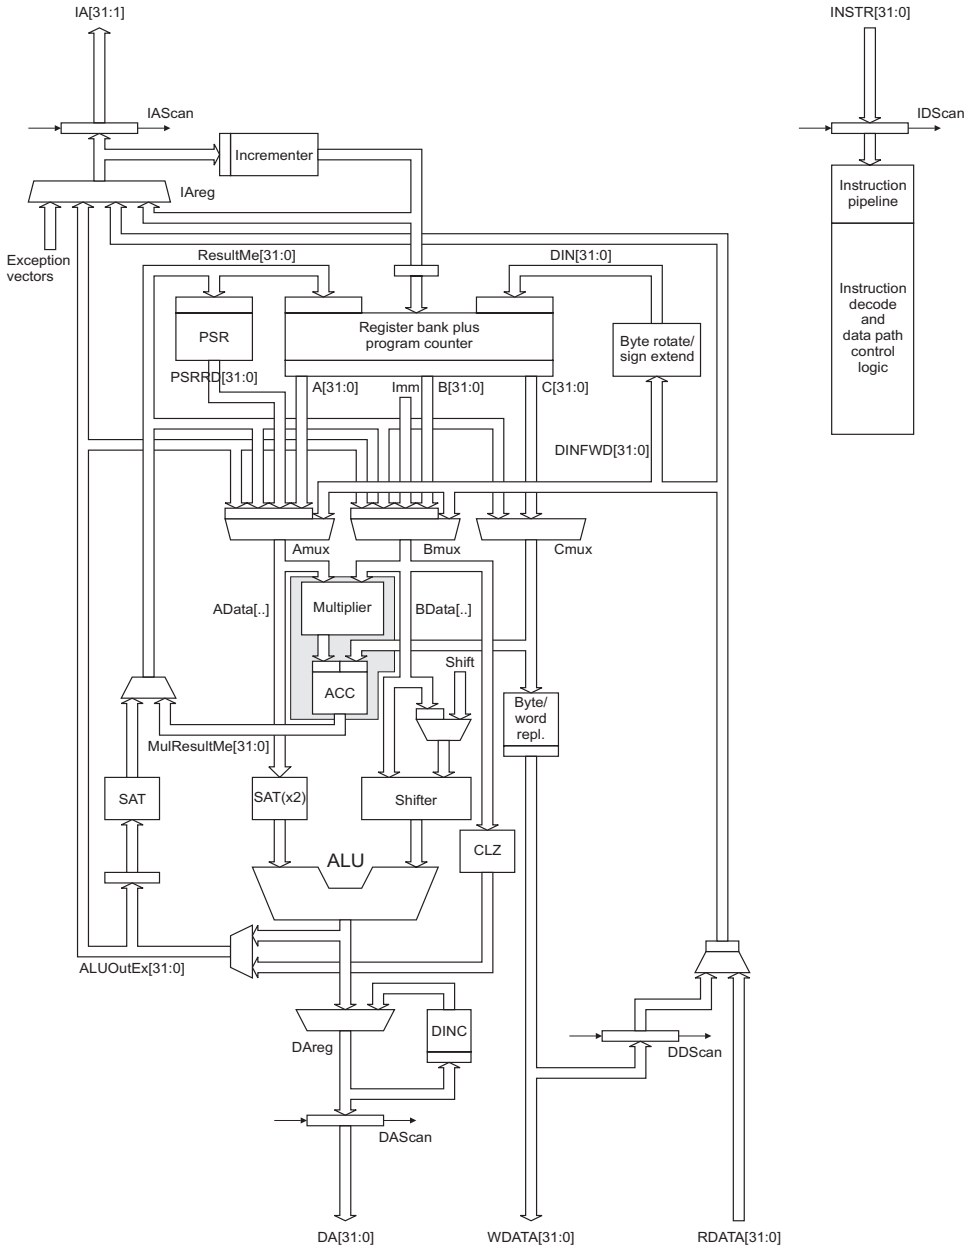 IA[31:1]
INSTR[31:0]
IAScan
IDScan
Incrementer
IAreg
Instruction
pipeline
Exception
vectors
ResultMe[31:0]
DIN[31:0]
Instruction
decode
and
data path
control
logic
PSR
Register bank plus
program counter
Byte rotate/
sign extend
PSRRD[31:0]
A[31:0]
Imm
B[31:0]
C[31:0]
DINFWD[31:0]
Amux
Bmux
Cmux
AData[..]
Multiplier
BData[..]
Shift
ACC
Byte/
word
repl.
MulResultMe[31:0]
SAT
SAT(x2)
Shifter
CLZ
ALU
ALUOutEx[31:0]
DINC
DAreg
DDScan
DAScan
DA[31:0]
WDATA[31:0]
RDATA[31:0]